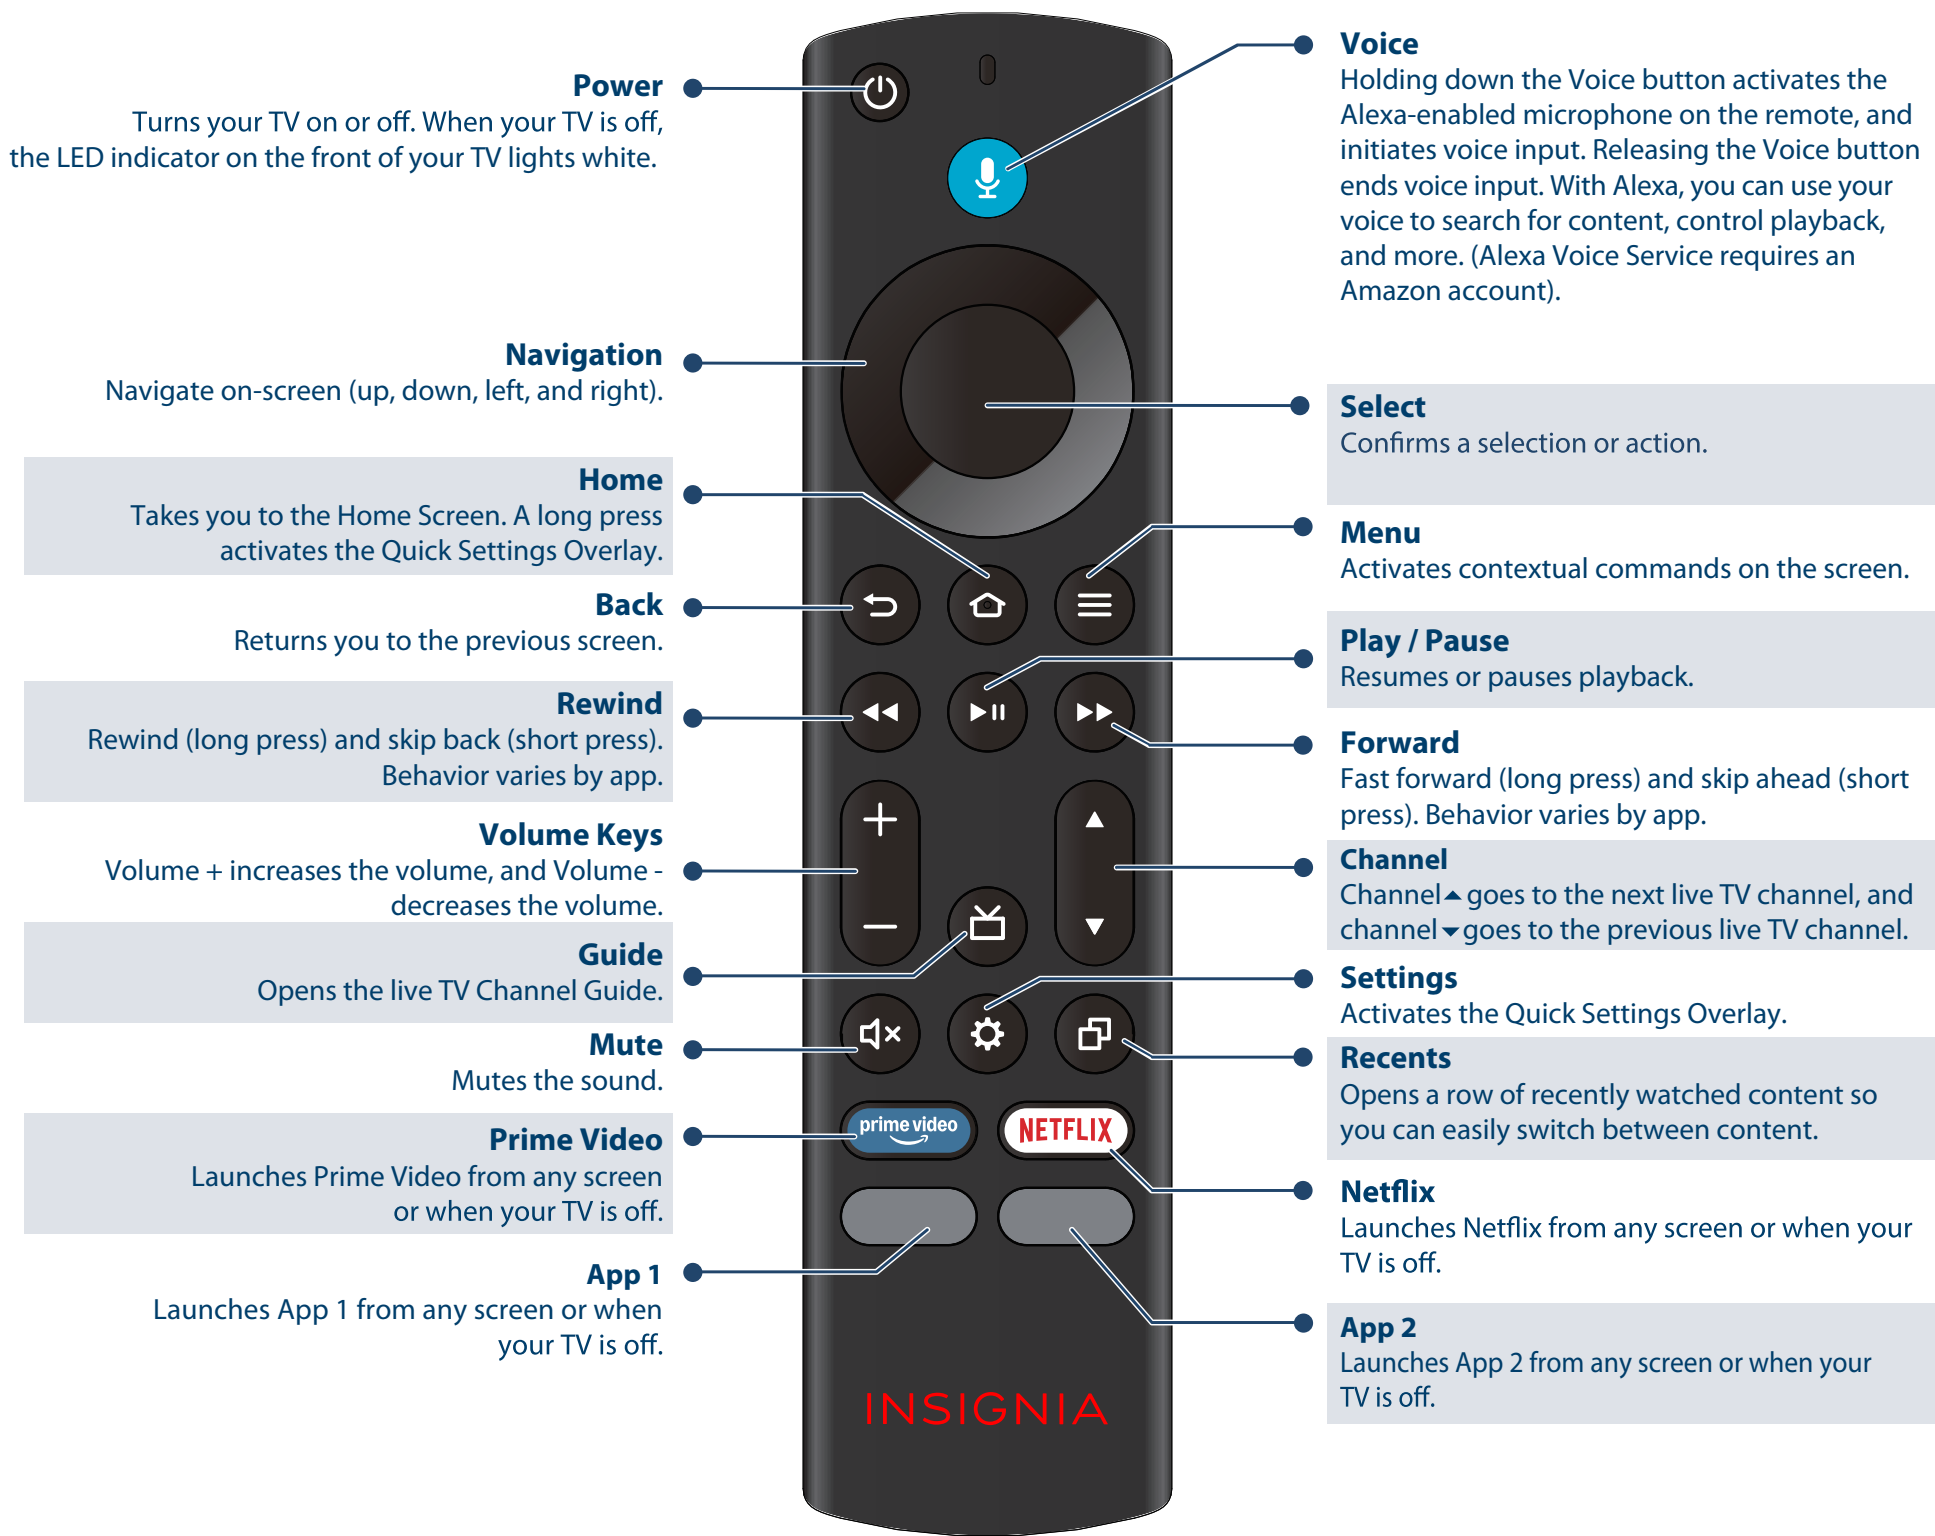 Power
Turns your TV on or off. When your TV is off,
the LED indicator on the front of your TV lights white.
Navigation
Navigate on-screen (up, down, left, and right).
Home
Takes you to the Home Screen. A long press
activates the Quick Settings Overlay.
Back
Returns you to the previous screen.
Rewind
Rewind (long press) and skip back (short press).
Behavior varies by app.
Volume Keys
Volume + increases the volume, and Volume -
decreases the volume.
Guide
Opens the live TV Channel Guide.
Mute
Mutes the sound.
Prime Video
Launches Prime Video from any screen
or when your TV is off.
App 1
Launches App 1 from any screen or when
your TV is off.
prime video
NETFLIX
INSIGNIA
Voice
Holding down the Voice button activates the
Alexa-enabled microphone on the remote, and
initiates voice input. Releasing the Voice button
ends voice input. With Alexa, you can use your
voice to search for content, control playback,
and more. (Alexa Voice Service requires an
Amazon account).
Select
Confirms a selection or action.
Menu
Activates contextual commands on the screen.
Play / Pause
Resumes or pauses playback.
Forward
Fast forward (long press) and skip ahead (short
press). Behavior varies by app.
Channel
Channel▲ goes to the next live TV channel, and
channel▼goes to the previous live TV channel.
Settings
Activates the Quick Settings Overlay.
Recents
Opens a row of recently watched content so
you can easily switch between content.
Netflix
Launches Netflix from any screen or when your
TV is off.
App 2
Launches App 2 from any screen or when your
TV is off.